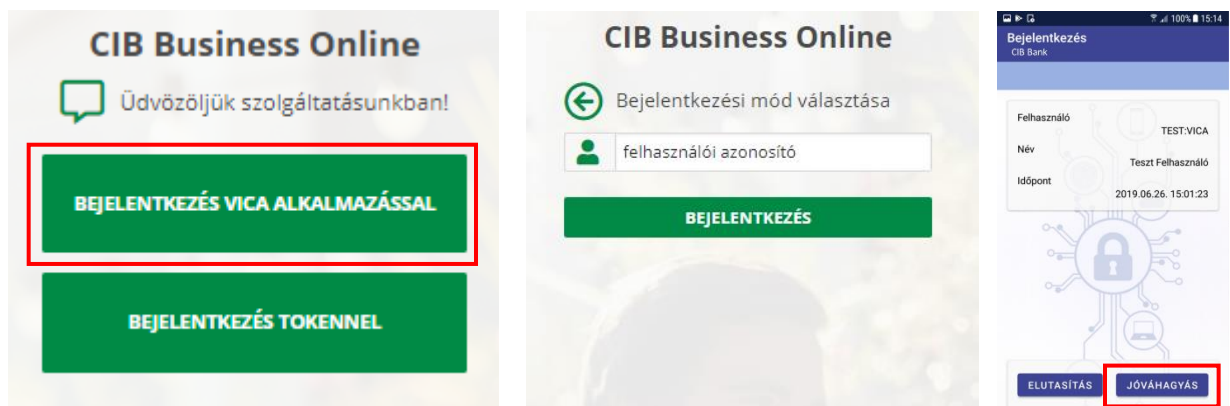 CIB Business Online
Üdvözöljük szolgáltatásunkban!
BEJELENTKEZÉS VICA ALKALMAZÁSSAL
BEJELENTKEZÉS TOKENNEL
CIB Business Online
Bejelentkezési mód választása
felhasználói azonosító
BEJELENTKEZÉS
100% 15:14
Bejelentkezés
CIB Bank
Felhasználó
TEST:VICA
Név
Teszt Felhasználó
Időpont
2019.06.26. 15:01:23
ELUTASÍTÁS JÓVÁHAGYÁS